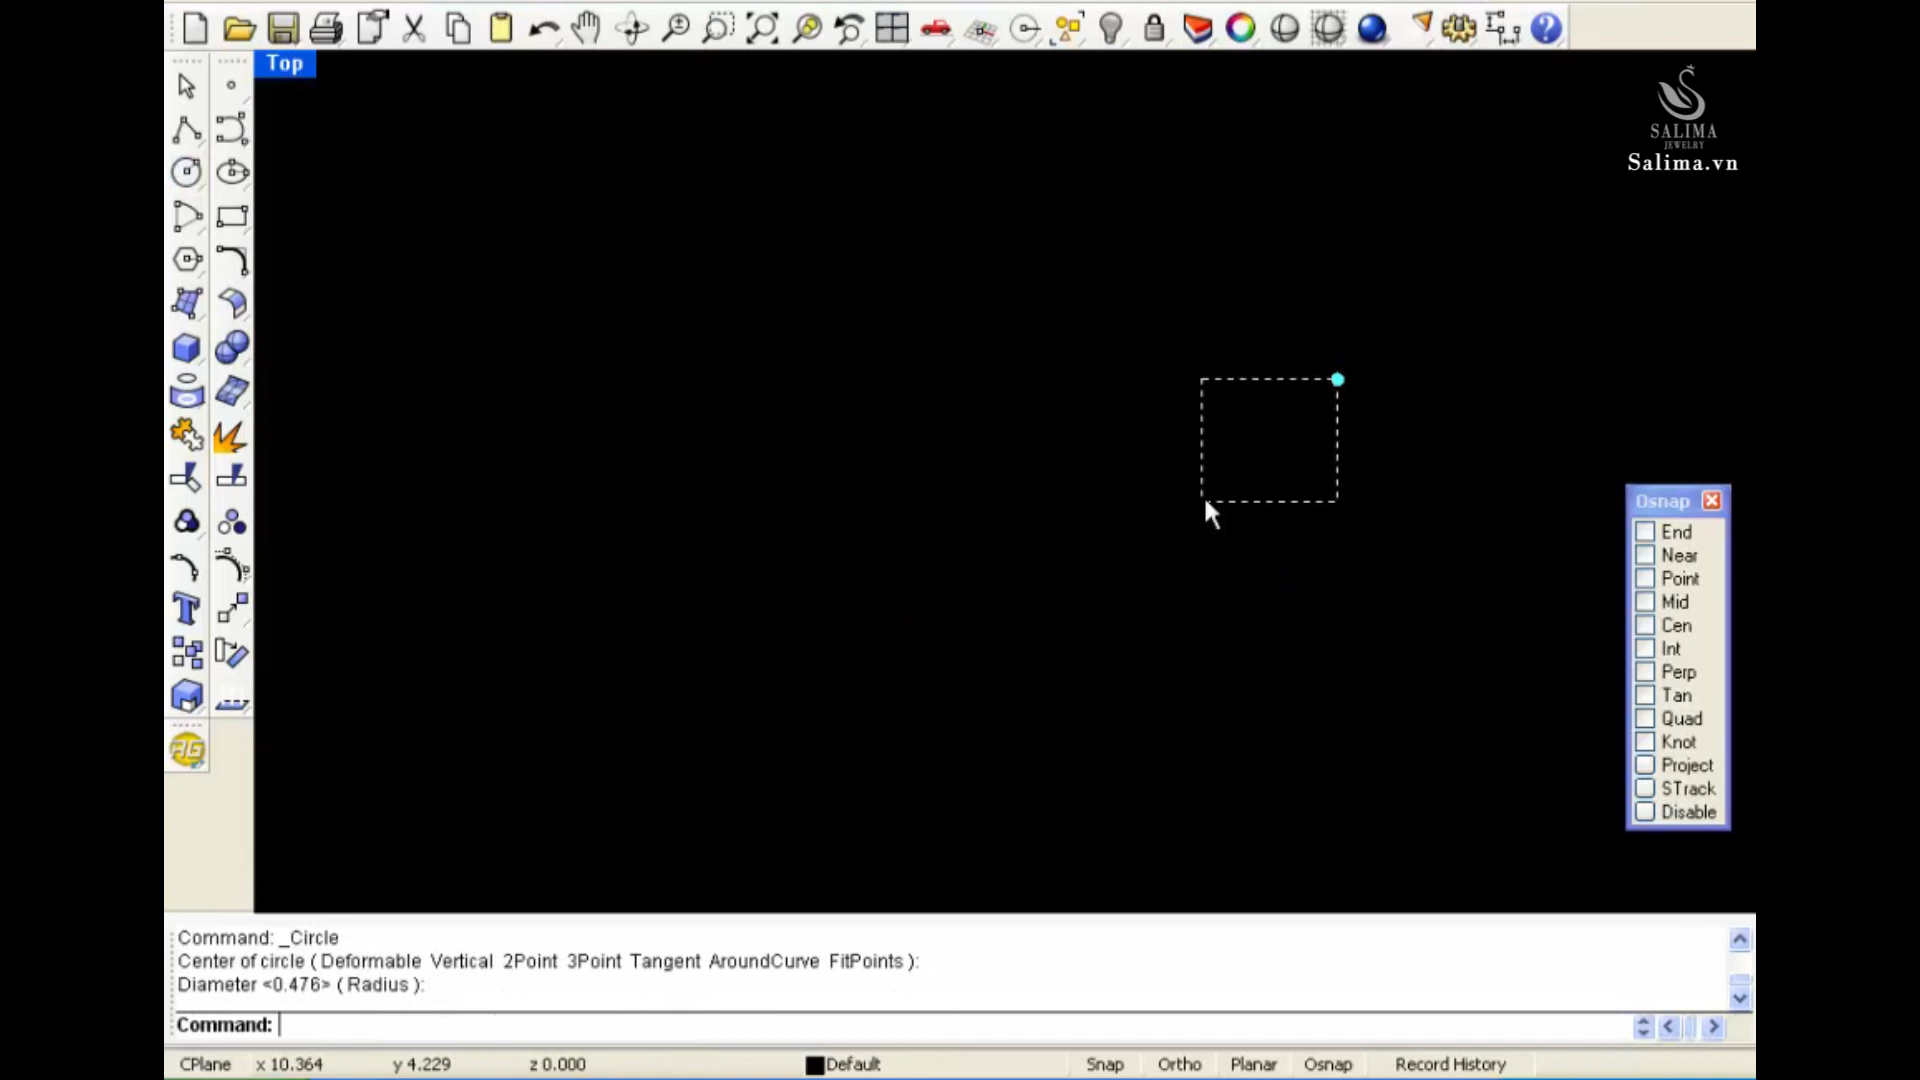 Top
SALIMA
JEWELRY
Salima.vn
Osnap
End
Near
Point
Mid
Cen
Int
Perp
Tan
Quad
Knot
Project
STrack
Disable
Command: _Circle
Center of circle ( Deformable Vertical 2Point 3Point Tangent AroundCurve FitPoints ):
Diameter <0.476> ( Radius ):
Command:
CPlane x 10.364 y 4.229 z 0.000 Default Snap Ortho Planar Osnap Record History